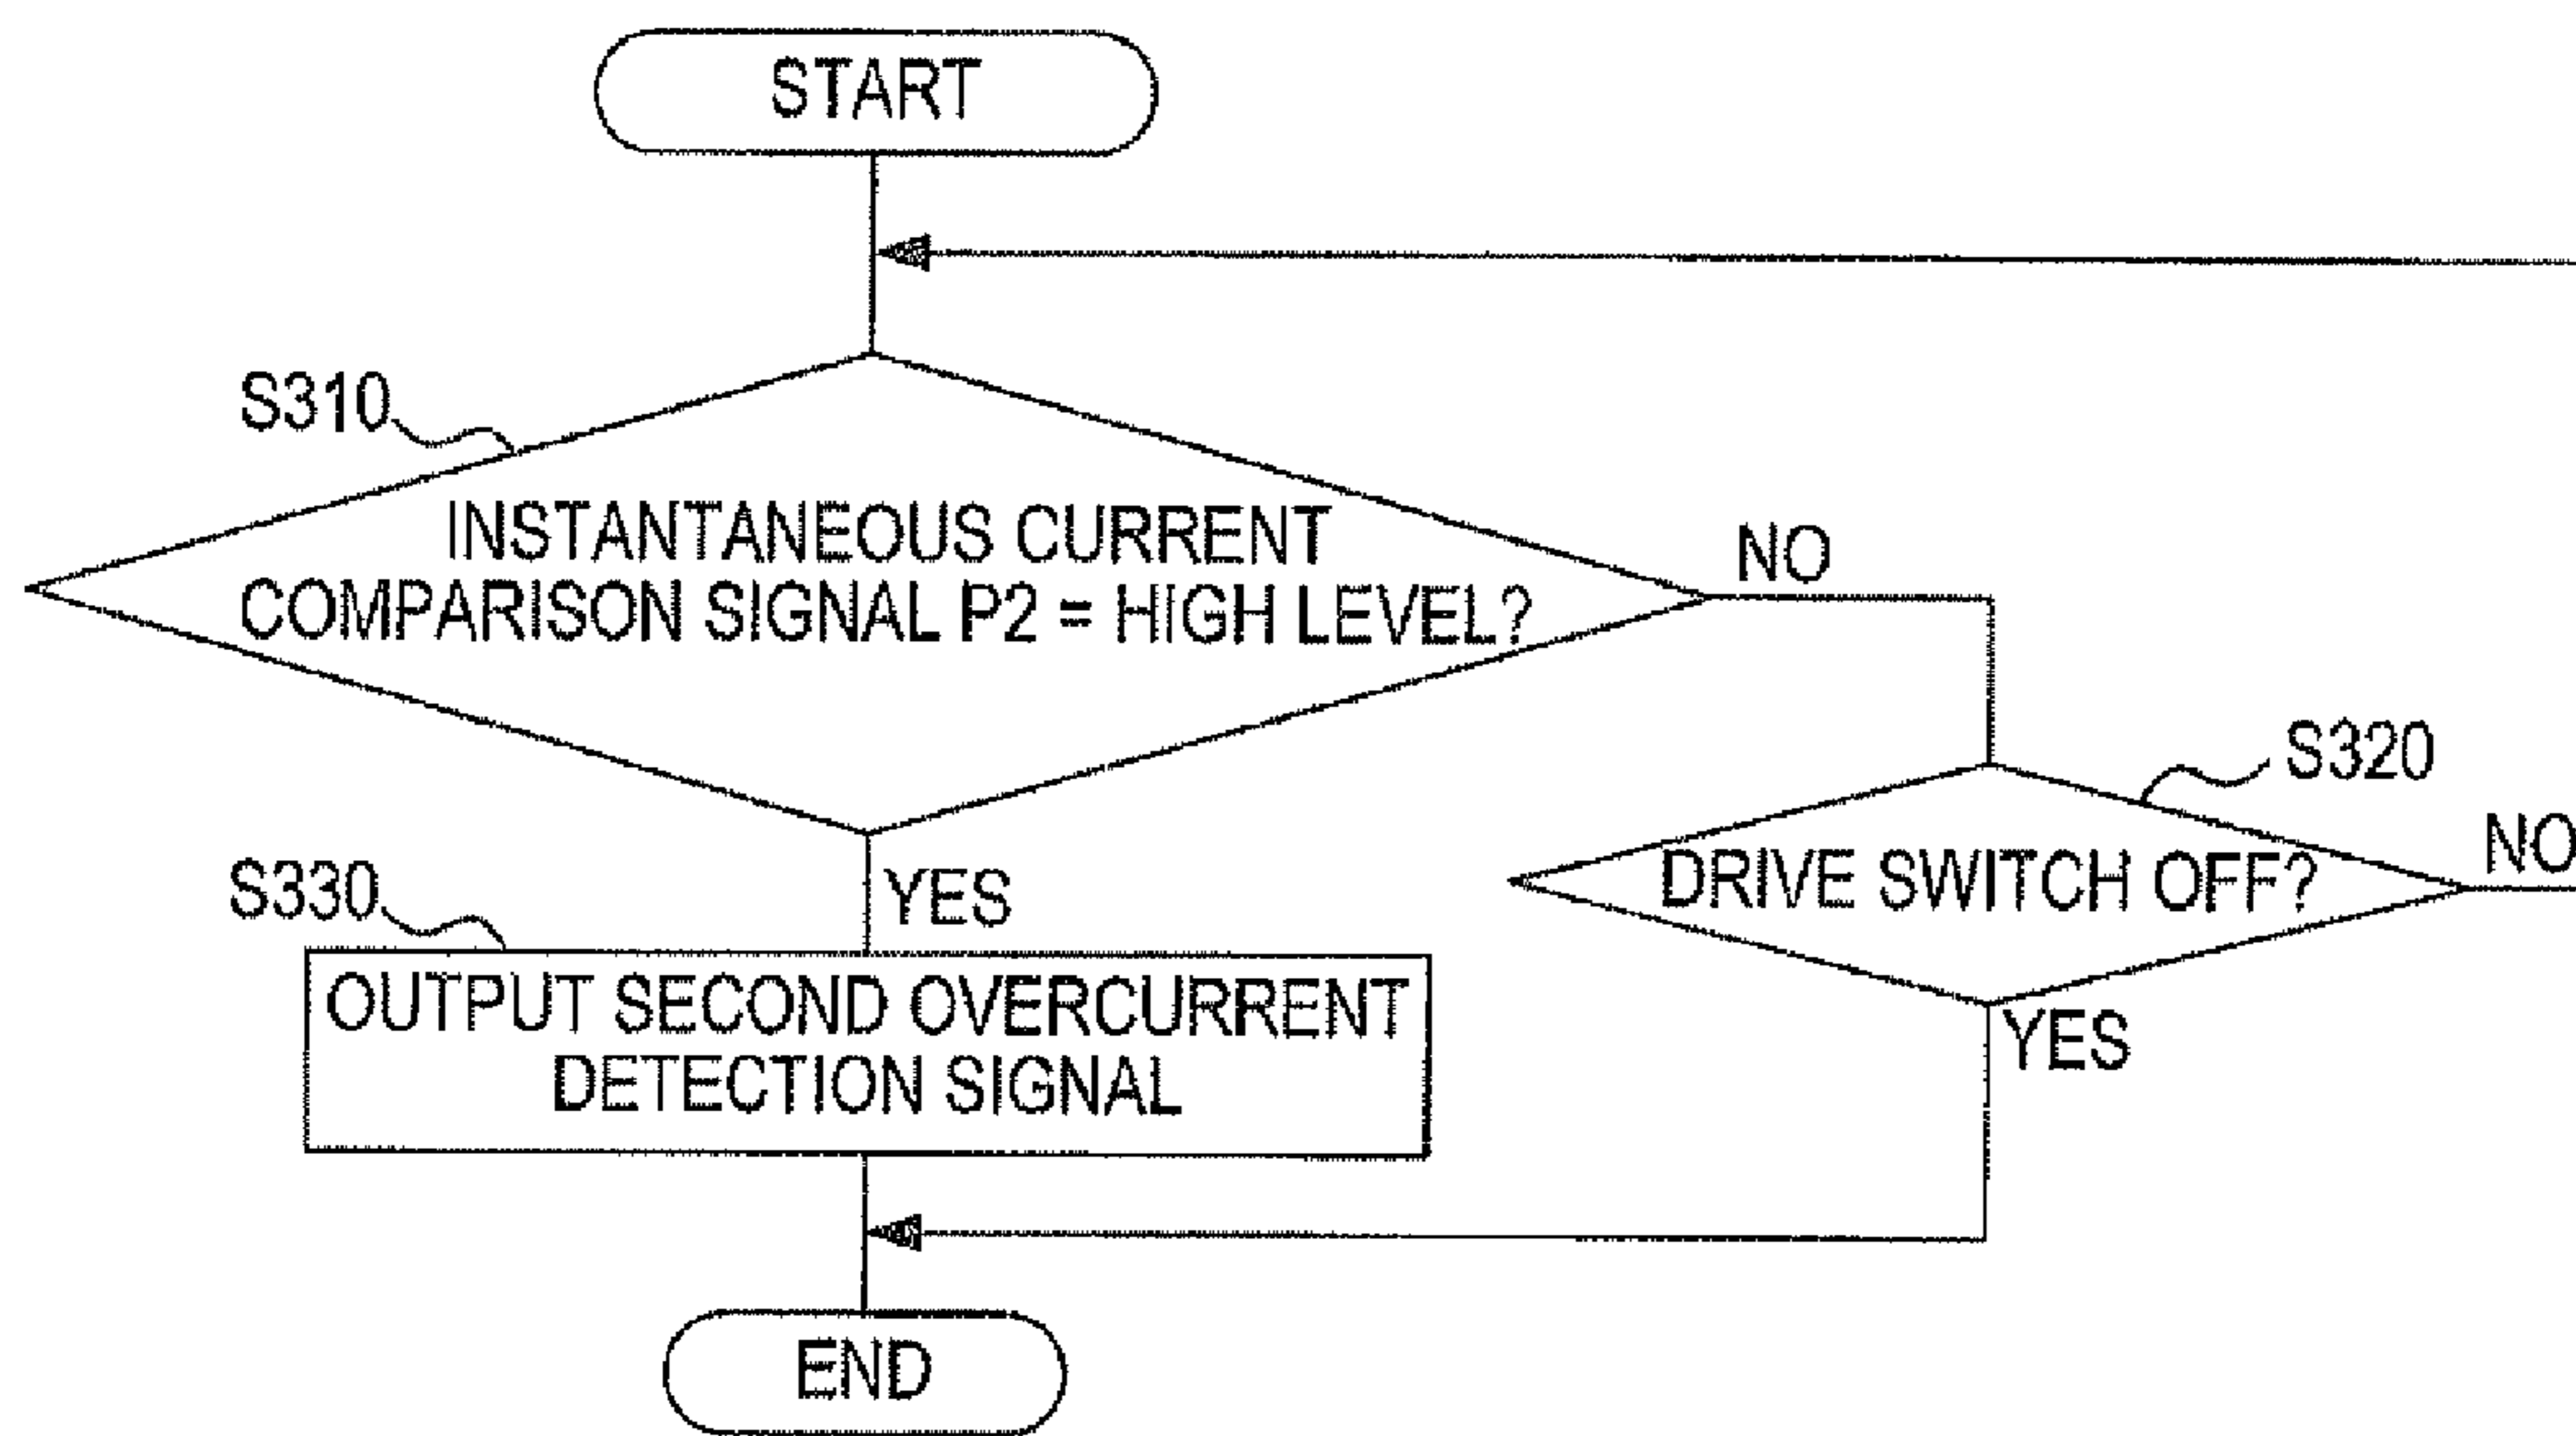 START
S310
INSTANTANEOUS CURRENT
COMPARISON SIGNAL P2 = HIGH LEVEL?
NO
S320
DRIVE SWITCH OFF?
NO
YES
S330
YES
OUTPUT SECOND OVERCURRENT
DETECTION SIGNAL
END